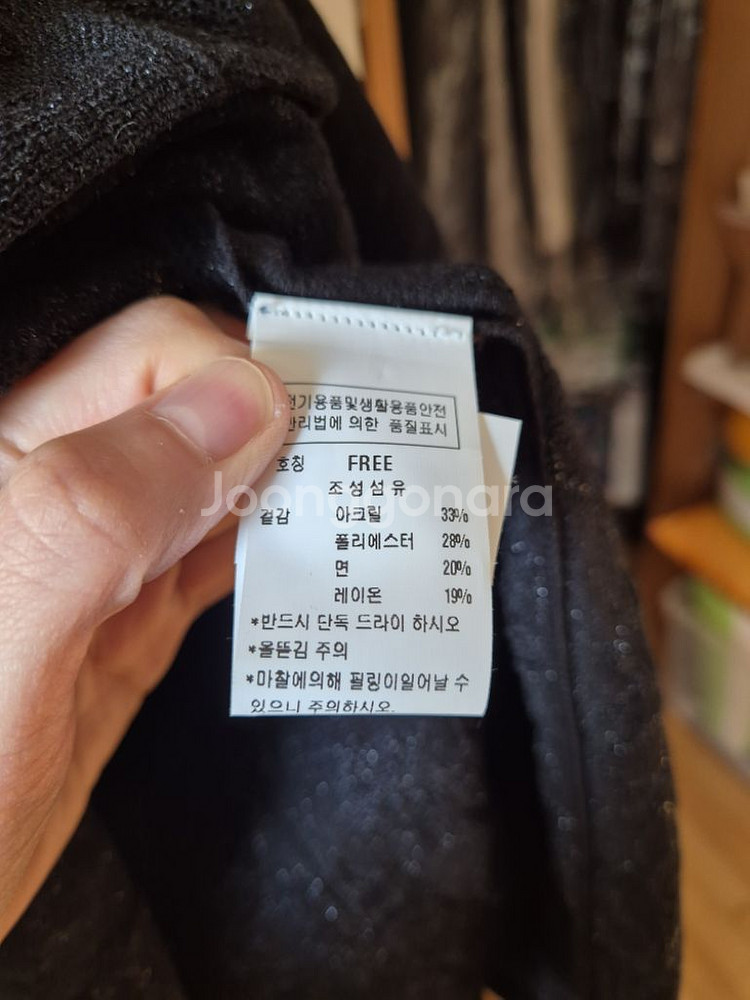 전기용품및생활용품안전
관리법에 의한 품질표시
호칭 FREE
조성섬유
겉감 아크릴 33%
폴리에스터 28%
면 20%
레이온 19%
*반드시 단독 드라이 하시오
*올뜯김 주의
*마찰에의해 필링이일어날 수
있으니 주의하시오.
Joonggonara